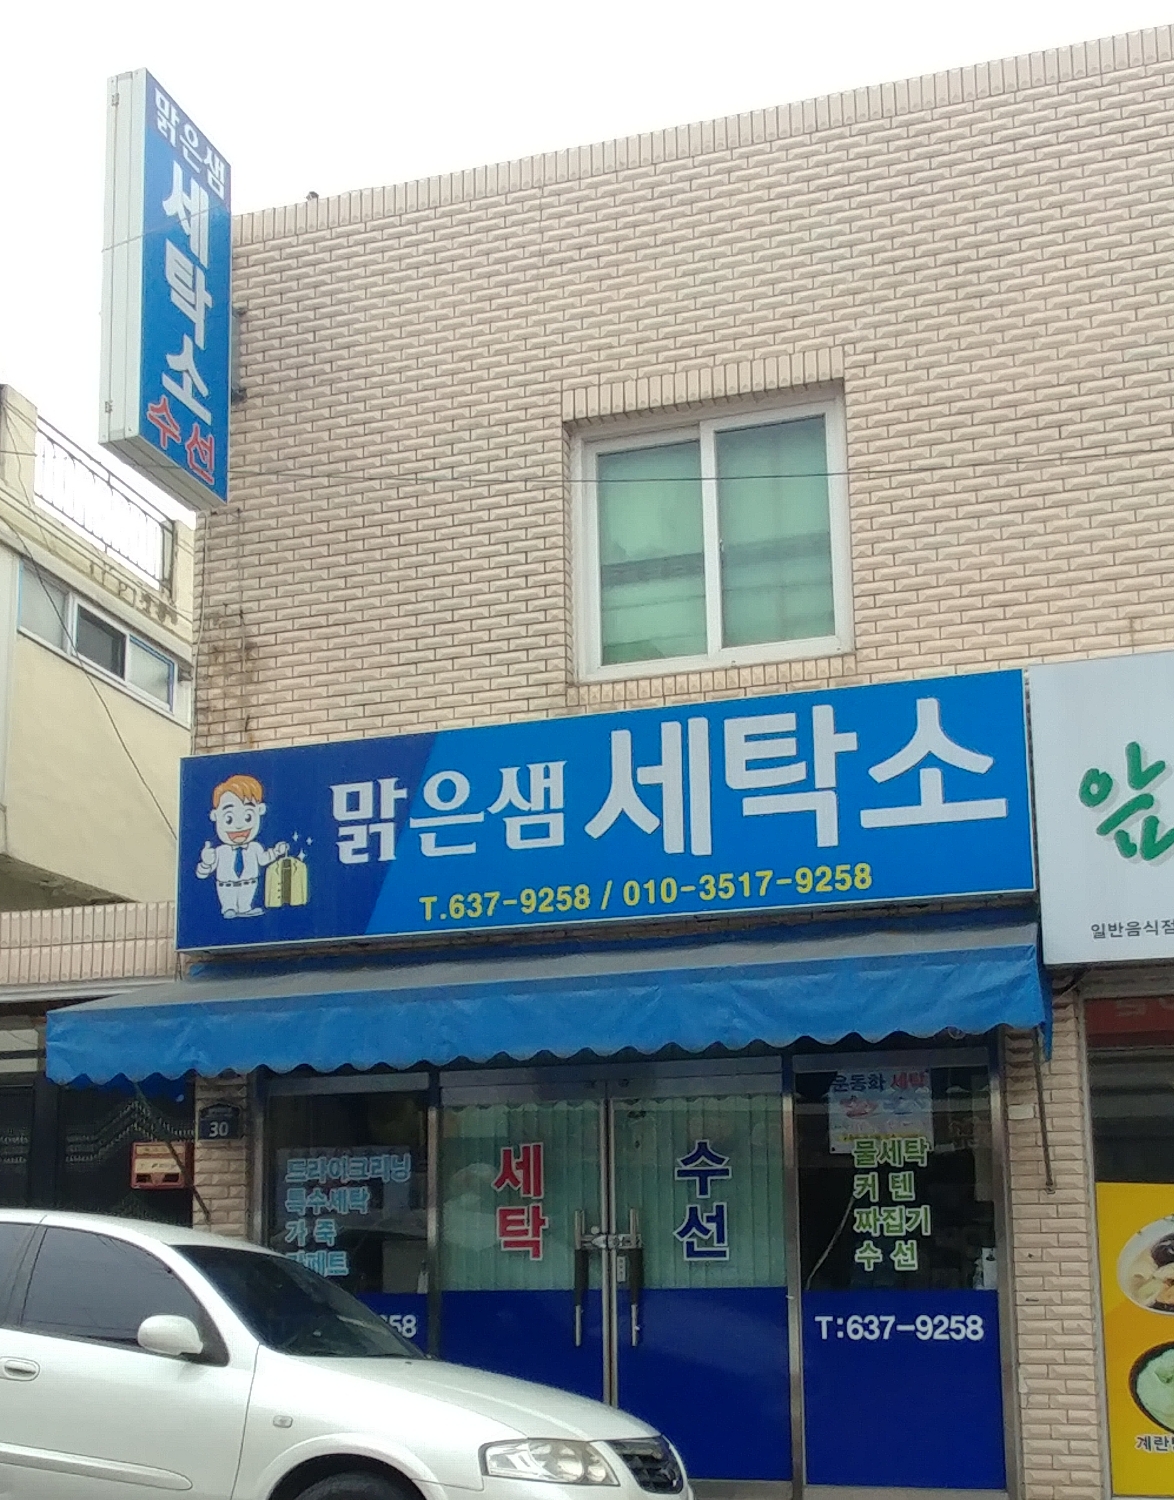 맑은샘
세탁소
수선
맑은샘 세탁소
T.637-9258 / 010-3517-9258
일반음식점
30
드라이크리닝
특수세탁
가죽
카페트
세탁
수선
운동화 세탁
물세탁
커텐
짜집기
수선
T:637-9258